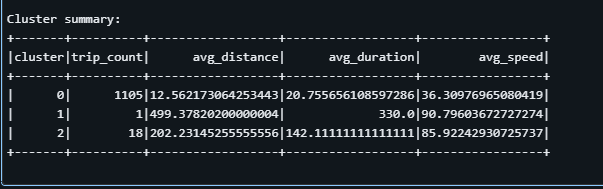 Cluster summary:
+-------+----------+------------------+------------------+-----------------+
|cluster|trip_count|      avg_distance|      avg_duration|        avg_speed|
+-------+----------+------------------+------------------+-----------------+
|      0|      1105|12.562173064253443|20.755656108597286|36.30976965080419|
|      1|         1|499.37820200000004|             330.0|90.79603672727274|
|      2|        18|202.23145255555556|142.11111111111111|85.92242930725737|
+-------+----------+------------------+------------------+-----------------+